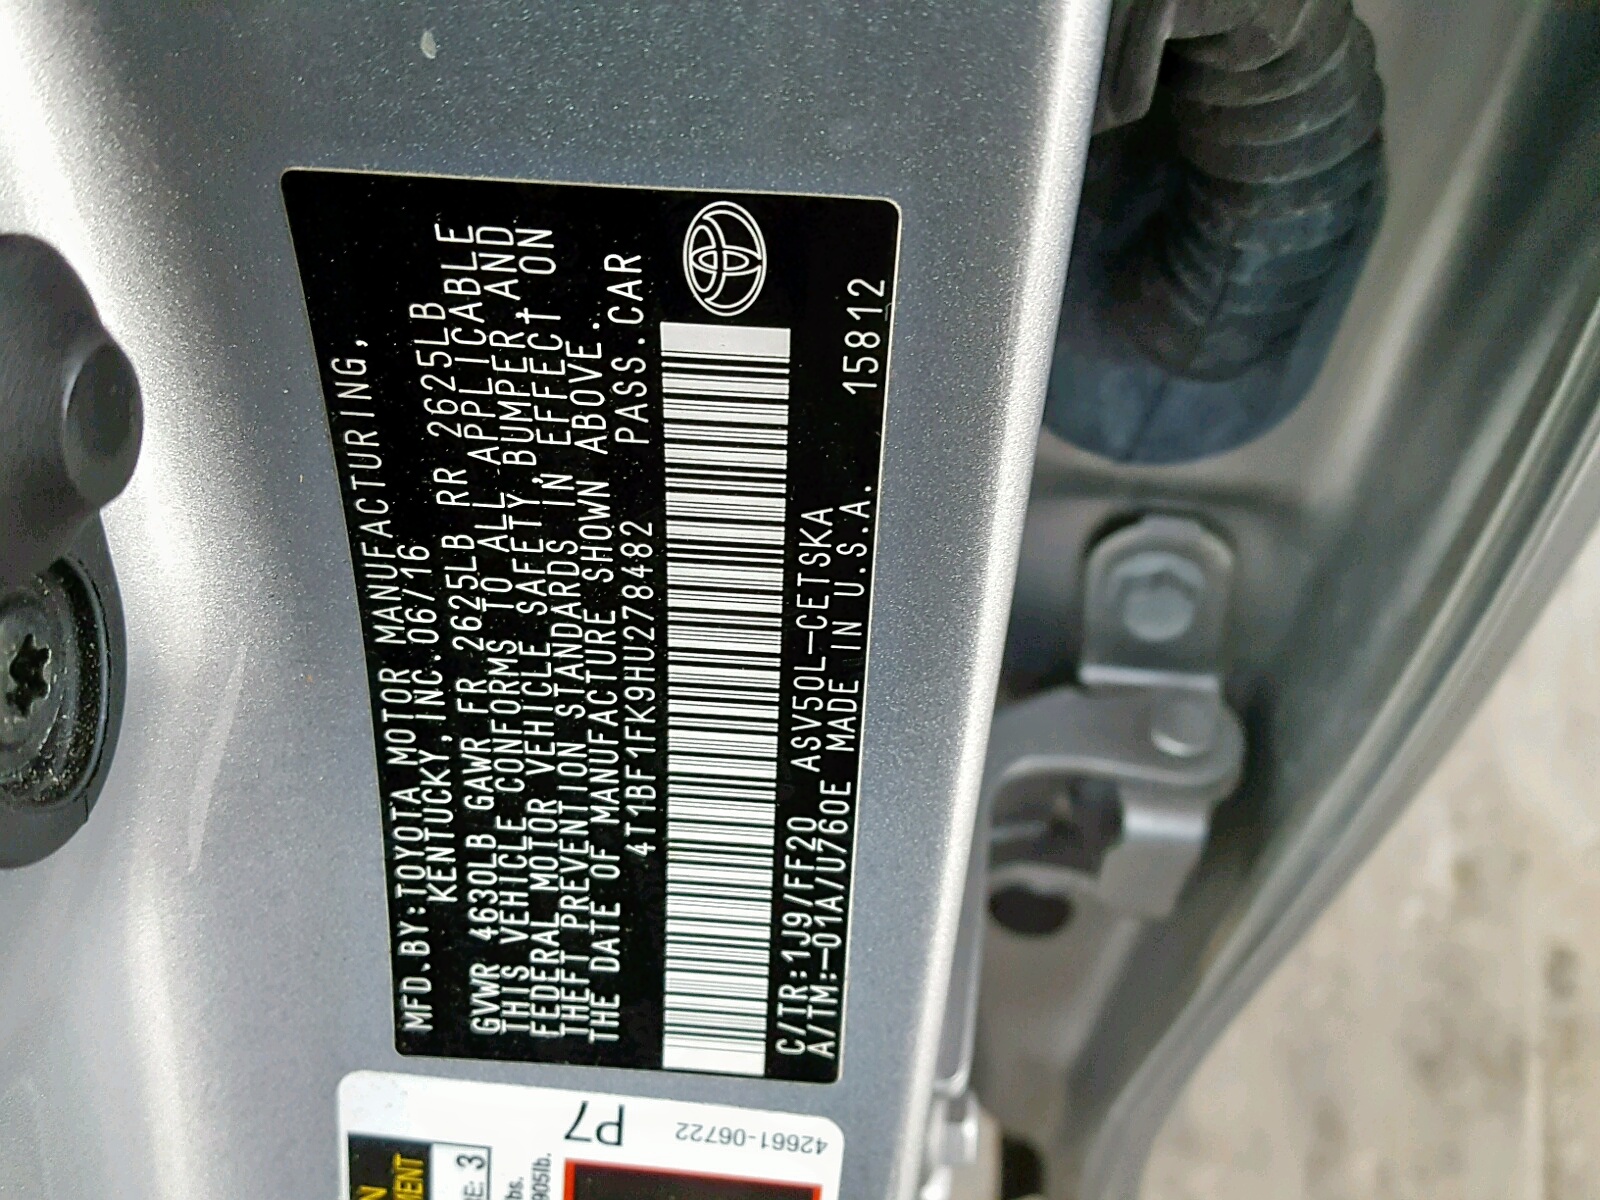 MFD.BY:TOYOTA MOTOR MANUFACTURING,
KENTUCKY,INC.06/16
GVWR 4630LB GAWR FR 2625LB RR 2625LB
THIS VEHICLE CONFORMS TO ALL APPLICABLE
FEDERAL MOTOR VEHICLE SAFETY, BUMPER, AND
THEFT PREVENTION STANDARDS IN EFFECT ON
THE DATE OF MANUFACTURE SHOWN ABOVE.
4T1BF1FK9HU278482 PASS.CAR
C/TR:1J9/FF20 ASV50L-CETSKA 15812
A/TM:-01A/U760E MADE IN U.S.A.
P7
42661-06722
3
905lb.